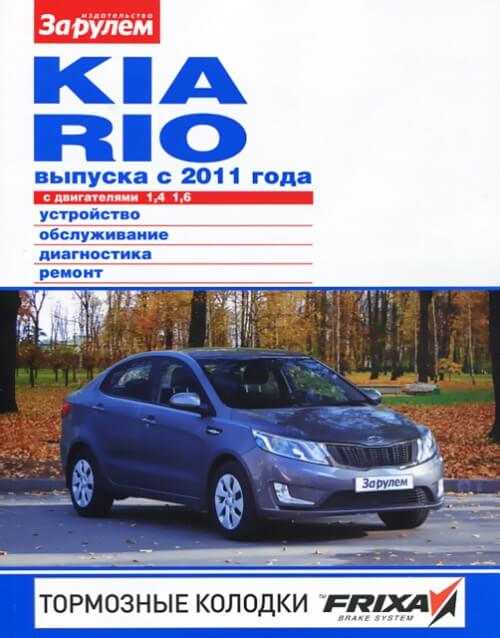 издательство
За рулем
KIA
RIO
выпуска с 2011 года
с двигателями 1,4 1,6
устройство
обслуживание
диагностика
ремонт
За рулем
ТОРМОЗНЫЕ КОЛОДКИ
TM FRIXA
BRAKE SYSTEM